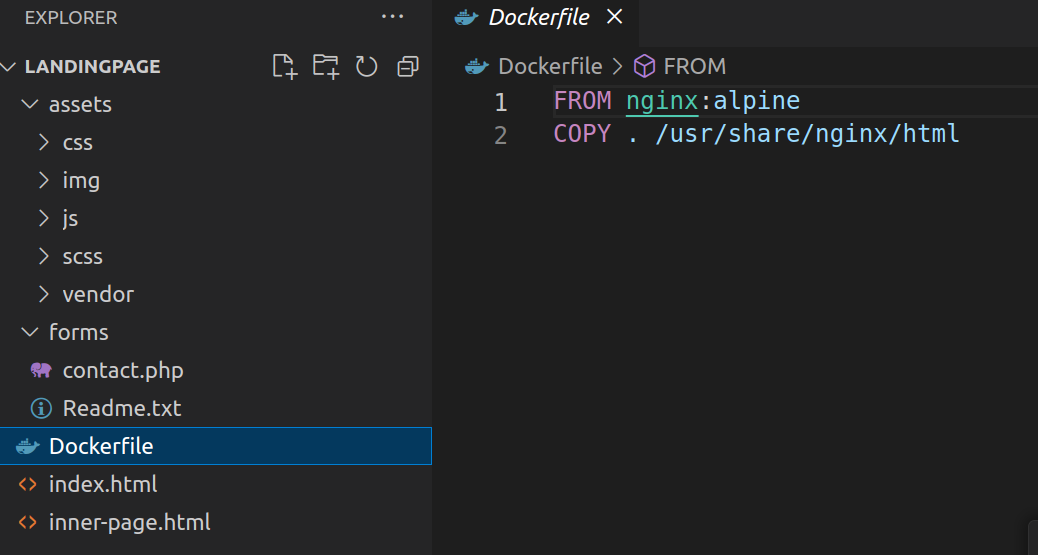 EXPLORER
LANDINGPAGE
assets
css
img
js
scss
vendor
forms
contact.php
Readme.txt
Dockerfile
index.html
inner-page.html
Dockerfile
Dockerfile > FROM
1 FROM nginx:alpine
2 COPY . /usr/share/nginx/html